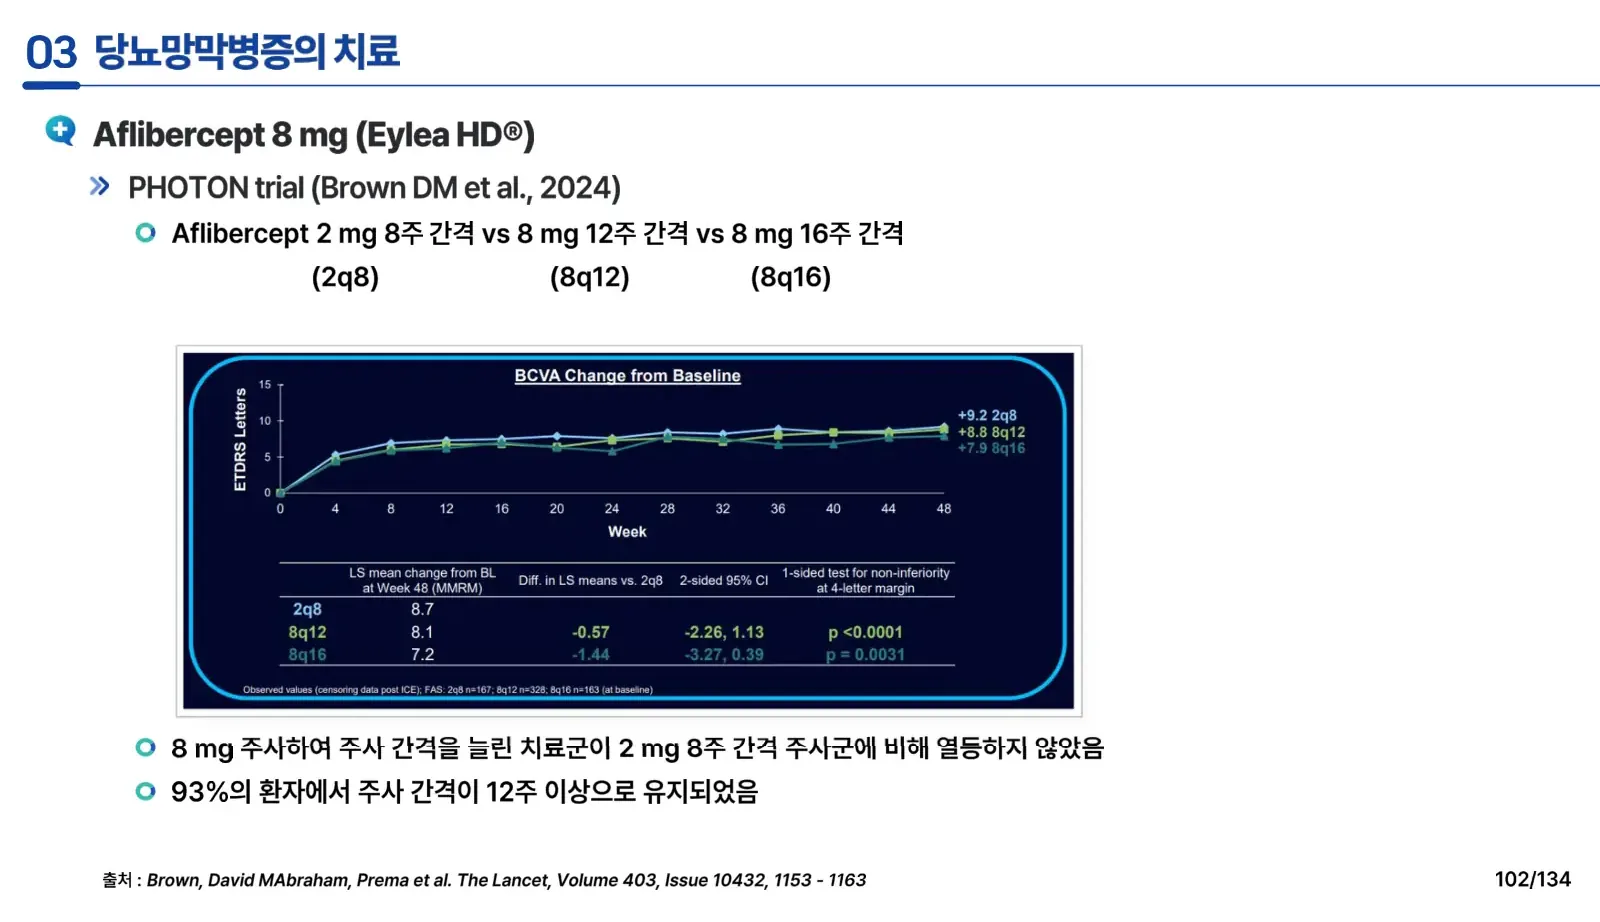 03 당뇨망막병증의 치료
Aflibercept 8 mg (Eylea HD®)
PHOTON trial (Brown DM et al., 2024)
Aflibercept 2 mg 8주 간격 vs 8 mg 12주 간격 vs 8 mg 16주 간격
(2q8) (8q12) (8q16)
BCVA Change from Baseline
ETDRS Letters
15
10
5
0
+9.2 2q8
+8.8 8q12
+7.9 8q16
0 4 8 12 16 20 24 28 32 36 40 44 48
Week
LS mean change from BL at Week 48 (MMRM) Diff. in LS means vs. 2q8 2-sided 95% CI 1-sided test for non-inferiority at 4-letter margin
2q8 8.7
8q12 8.1 -0.57 -2.26, 1.13 p <0.0001
8q16 7.2 -1.44 -3.27, 0.39 p = 0.0031
Observed values (censoring data post ICE); FAS: 2q8 n=167; 8q12 n=328; 8q16 n=163 (at baseline)
8 mg 주사하여 주사 간격을 늘린 치료군이 2 mg 8주 간격 주사군에 비해 열등하지 않았음
93%의 환자에서 주사 간격이 12주 이상으로 유지되었음
출처 : Brown, David MAbraham, Prema et al. The Lancet, Volume 403, Issue 10432, 1153 - 1163
102/134